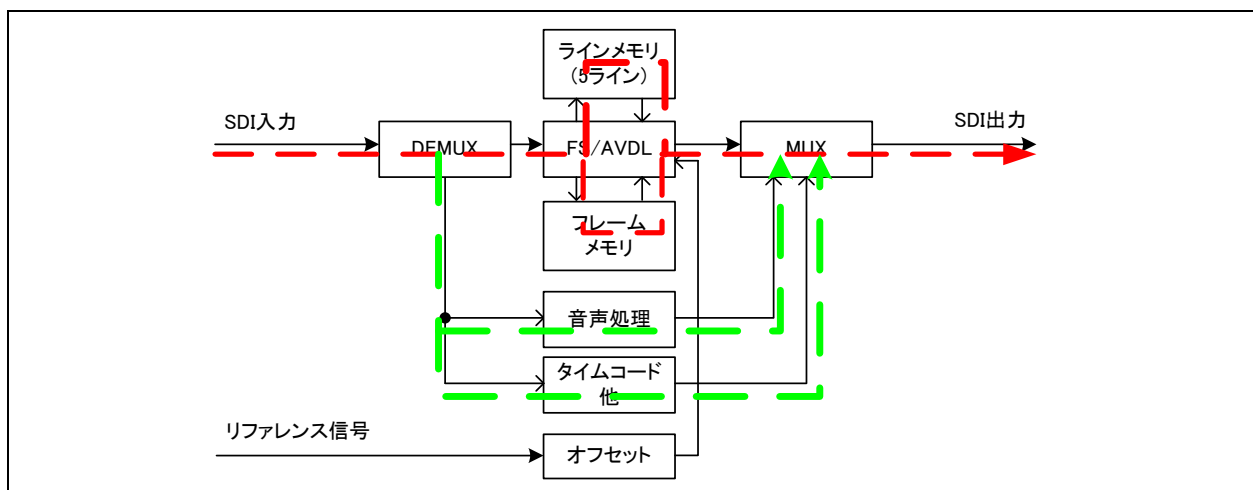 ラインメモリ
(5ライン)
SDI入力
SDI出力
DEMUX
FS/AVDL
MUX
フレーム
メモリ
音声処理
タイムコード
他
リファレンス信号
オフセット